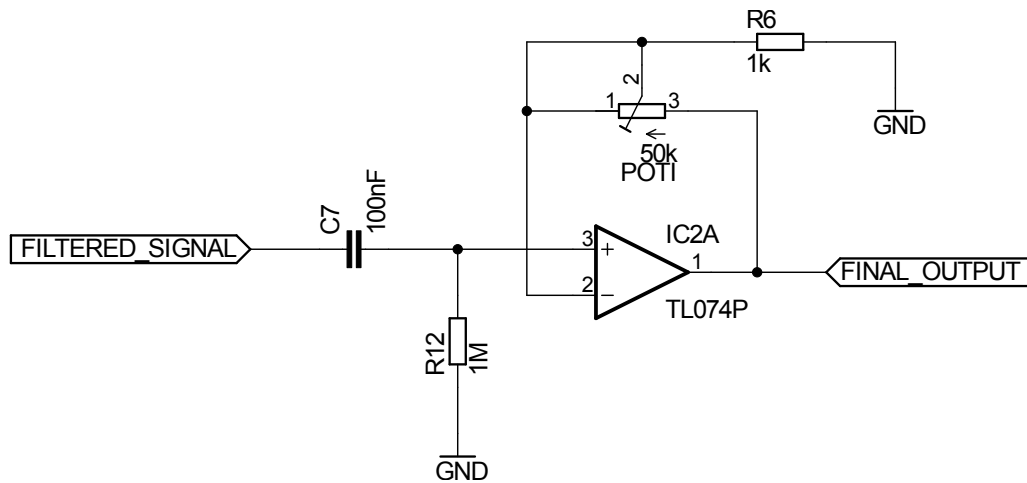 R6
1k
GND
2
1
3
50k
POTI
C7
100nF
FILTERED_SIGNAL
3
+
2
−
IC2A
1
TL074P
FINAL_OUTPUT
R12
1M
GND